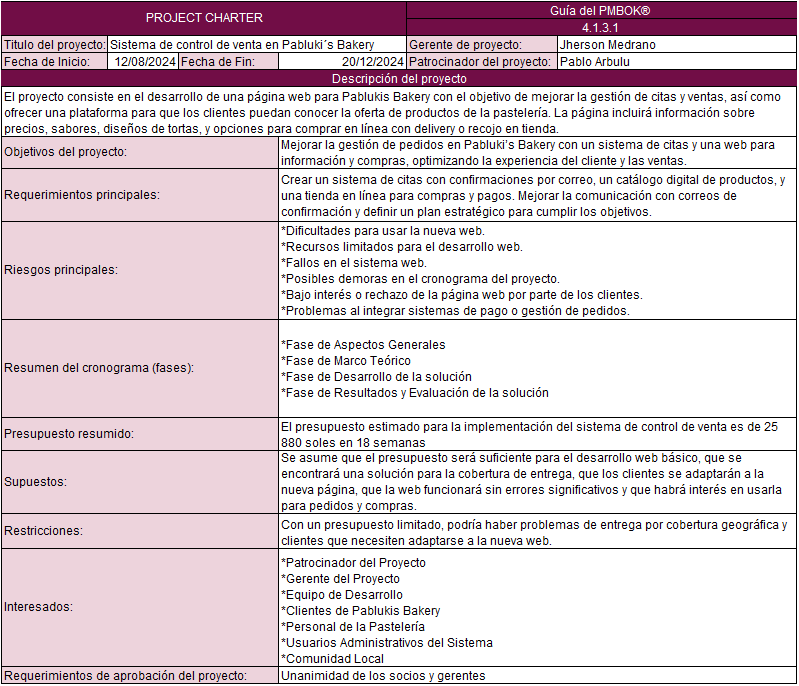 PROJECT CHARTER
Guía del PMBOK®
4.1.3.1
Titulo del proyecto: Sistema de control de venta en Pabluki´s Bakery Gerente de proyecto: Jherson Medrano
Fecha de Inicio: 12/08/2024 Fecha de Fin: 20/12/2024 Patrocinador del proyecto: Pablo Arbulu
Descripción del proyecto
El proyecto consiste en el desarrollo de una página web para Pablukis Bakery con el objetivo de mejorar la gestión de citas y ventas, así como
ofrecer una plataforma para que los clientes puedan conocer la oferta de productos de la pastelería. La página incluirá información sobre
precios, sabores, diseños de tortas, y opciones para comprar en línea con delivery o recojo en tienda.
Objetivos del proyecto:
Mejorar la gestión de pedidos en Pabluki's Bakery con un sistema de citas y una web para
información y compras, optimizando la experiencia del cliente y las ventas.
Requerimientos principales:
Crear un sistema de citas con confirmaciones por correo, un catálogo digital de productos, y
una tienda en línea para compras y pagos. Mejorar la comunicación con correos de
confirmación y definir un plan estratégico para cumplir los objetivos.
Riesgos principales:
*Dificultades para usar la nueva web.
*Recursos limitados para el desarrollo web.
*Fallos en el sistema web.
*Posibles demoras en el cronograma del proyecto.
*Bajo interés o rechazo de la página web por parte de los clientes.
*Problemas al integrar sistemas de pago o gestión de pedidos.
Resumen del cronograma (fases):
*Fase de Aspectos Generales
*Fase de Marco Teórico
*Fase de Desarrollo de la solución
*Fase de Resultados y Evaluación de la solución
Presupuesto resumido:
El presupuesto estimado para la implementación del sistema de control de venta es de 25
880 soles en 18 semanas
Supuestos:
Se asume que el presupuesto será suficiente para el desarrollo web básico, que se
encontrará una solución para la cobertura de entrega, que los clientes se adaptarán a la
nueva página, que la web funcionará sin errores significativos y que habrá interés en usarla
para pedidos y compras.
Restricciones:
Con un presupuesto limitado, podría haber problemas de entrega por cobertura geográfica y
clientes que necesiten adaptarse a la nueva web.
Interesados:
*Patrocinador del Proyecto
*Gerente del Proyecto
*Equipo de Desarrollo
*Clientes de Pablukis Bakery
*Personal de la Pastelería
*Usuarios Administrativos del Sistema
*Comunidad Local
Requerimientos de aprobación del proyecto: Unanimidad de los socios y gerentes